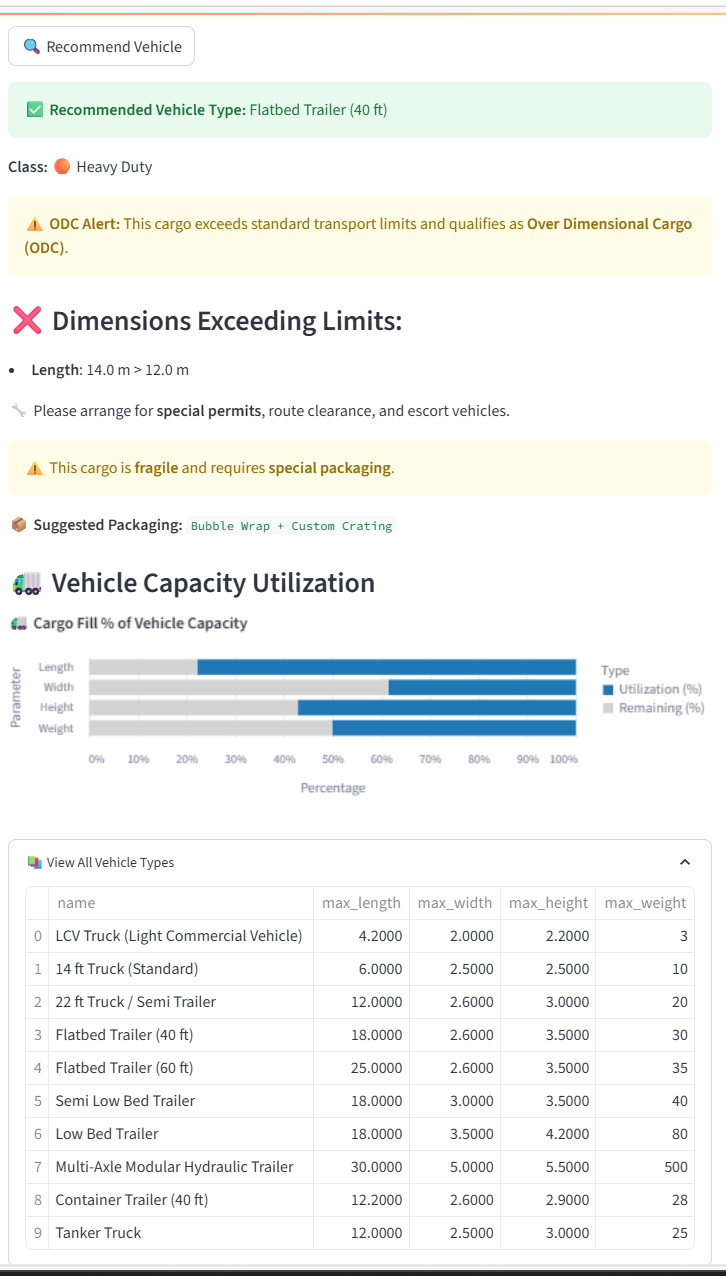 🔍 Recommend Vehicle
✅ Recommended Vehicle Type: Flatbed Trailer (40 ft)
Class: 🟠 Heavy Duty
⚠️ ODC Alert: This cargo exceeds standard transport limits and qualifies as Over Dimensional Cargo
(ODC).
❌ Dimensions Exceeding Limits:
• Length: 14.0 m > 12.0 m
🔧 Please arrange for special permits, route clearance, and escort vehicles.
⚠️ This cargo is fragile and requires special packaging.
📦 Suggested Packaging: Bubble Wrap + Custom Crating
🚛 Vehicle Capacity Utilization
🚛 Cargo Fill % of Vehicle Capacity
Parameter
Length
Width
Height
Weight
0% 10% 20% 30% 40% 50% 60% 70% 80% 90% 100%
Percentage
Type
Utilization (%)
Remaining (%)
📚 View All Vehicle Types
name max_length max_width max_height max_weight
0 LCV Truck (Light Commercial Vehicle) 4.2000 2.0000 2.2000 3
1 14 ft Truck (Standard) 6.0000 2.5000 2.5000 10
2 22 ft Truck / Semi Trailer 12.0000 2.6000 3.0000 20
3 Flatbed Trailer (40 ft) 18.0000 2.6000 3.5000 30
4 Flatbed Trailer (60 ft) 25.0000 2.6000 3.5000 35
5 Semi Low Bed Trailer 18.0000 3.0000 3.5000 40
6 Low Bed Trailer 18.0000 3.5000 4.2000 80
7 Multi-Axle Modular Hydraulic Trailer 30.0000 5.0000 5.5000 500
8 Container Trailer (40 ft) 12.2000 2.6000 2.9000 28
9 Tanker Truck 12.0000 2.5000 3.0000 25